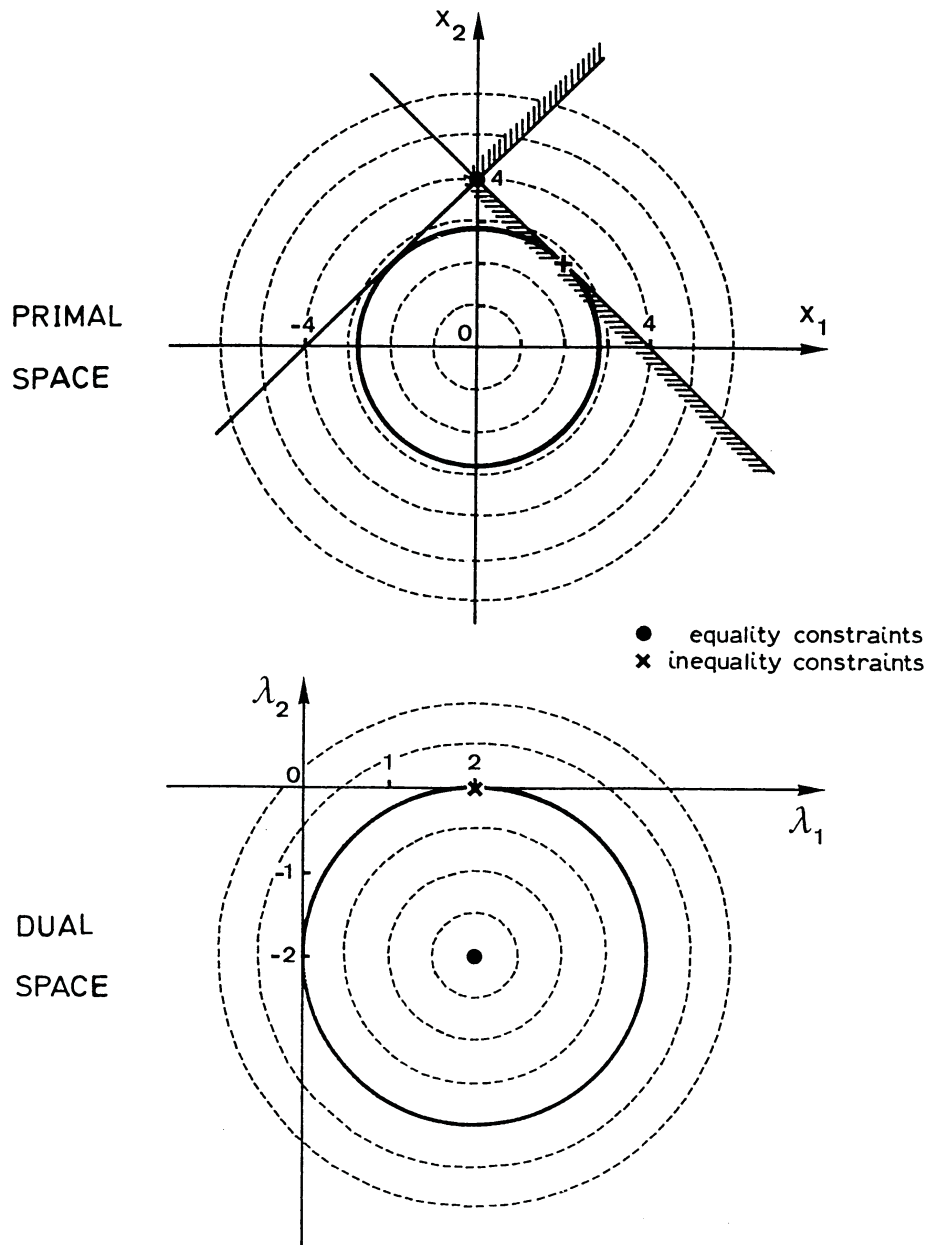 x2
4
PRIMAL
SPACE
-4
0
4
x1
● equality constraints
× inequality constraints
λ2
0
1
2
λ1
-1
DUAL
-2
SPACE